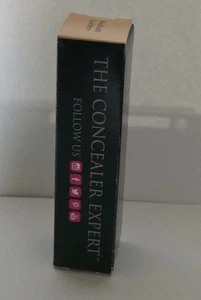 THE CONCEALER EXPERT®
FOLLOW US